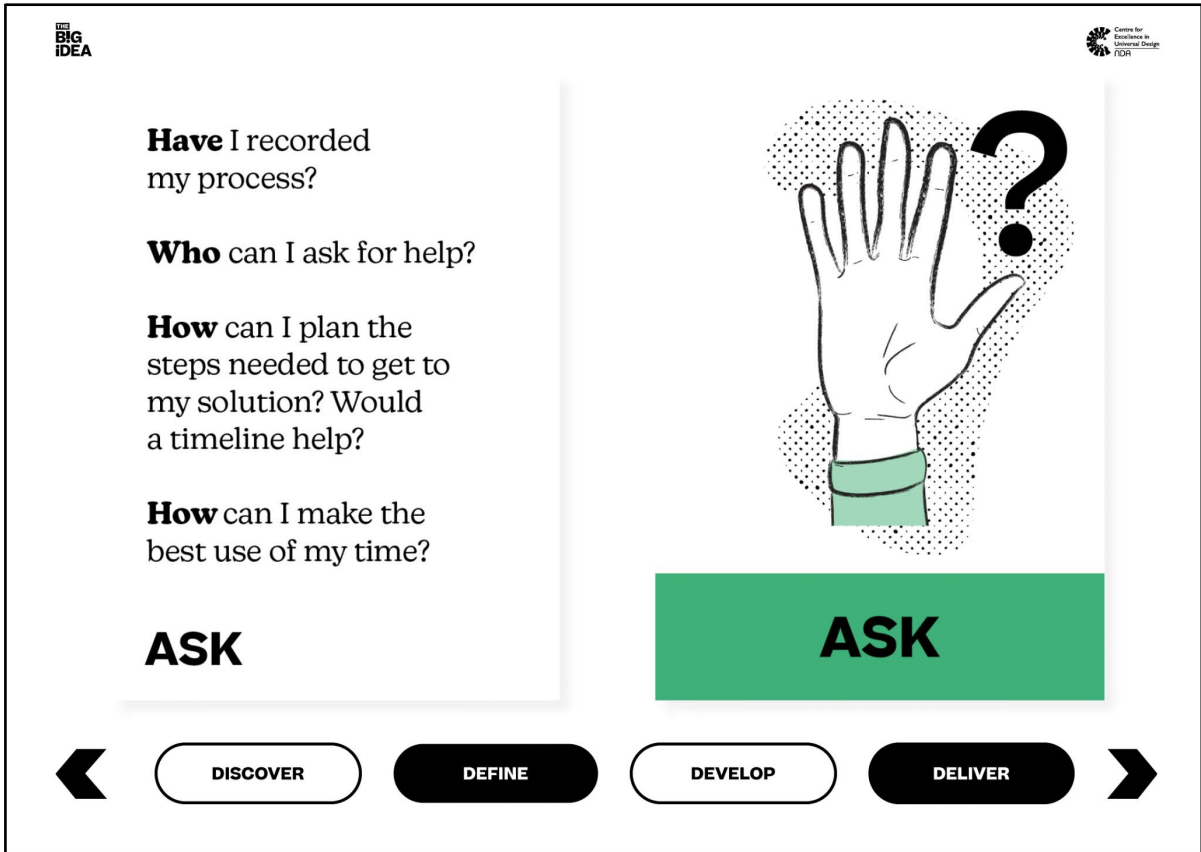 THE
B!G
iDEA
Centre for
Excellence in
Universal Design
NDA
Have I recorded
my process?
Who can I ask for help?
How can I plan the
steps needed to get to
my solution? Would
a timeline help?
How can I make the
best use of my time?
ASK
?
ASK
DISCOVER
DEFINE
DEVELOP
DELIVER